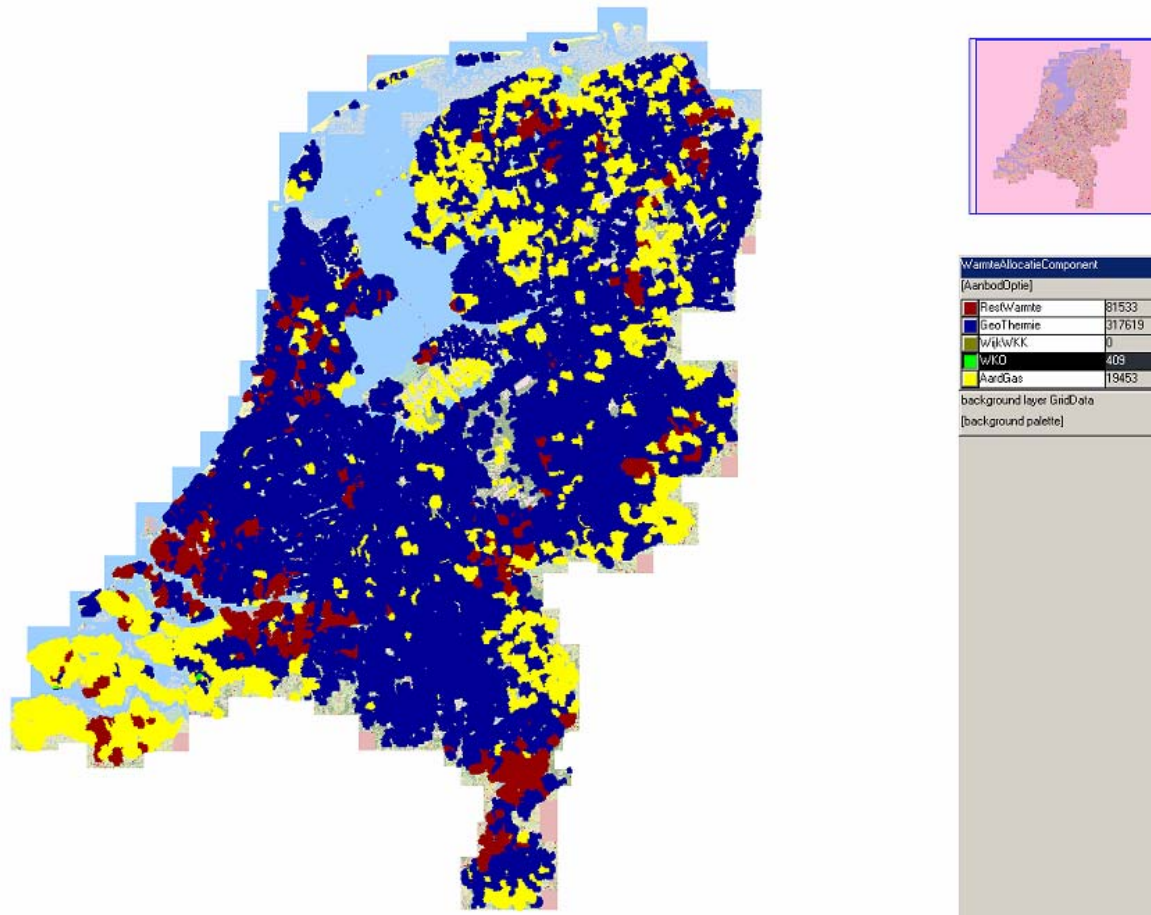 WarmteAllocatieComponent
[AanbodOptie]
RestWarmte 81533
GeoThermie 317619
WijkWKK 0
WKO 409
AardGas 19453
background layer GridData
[background palette]